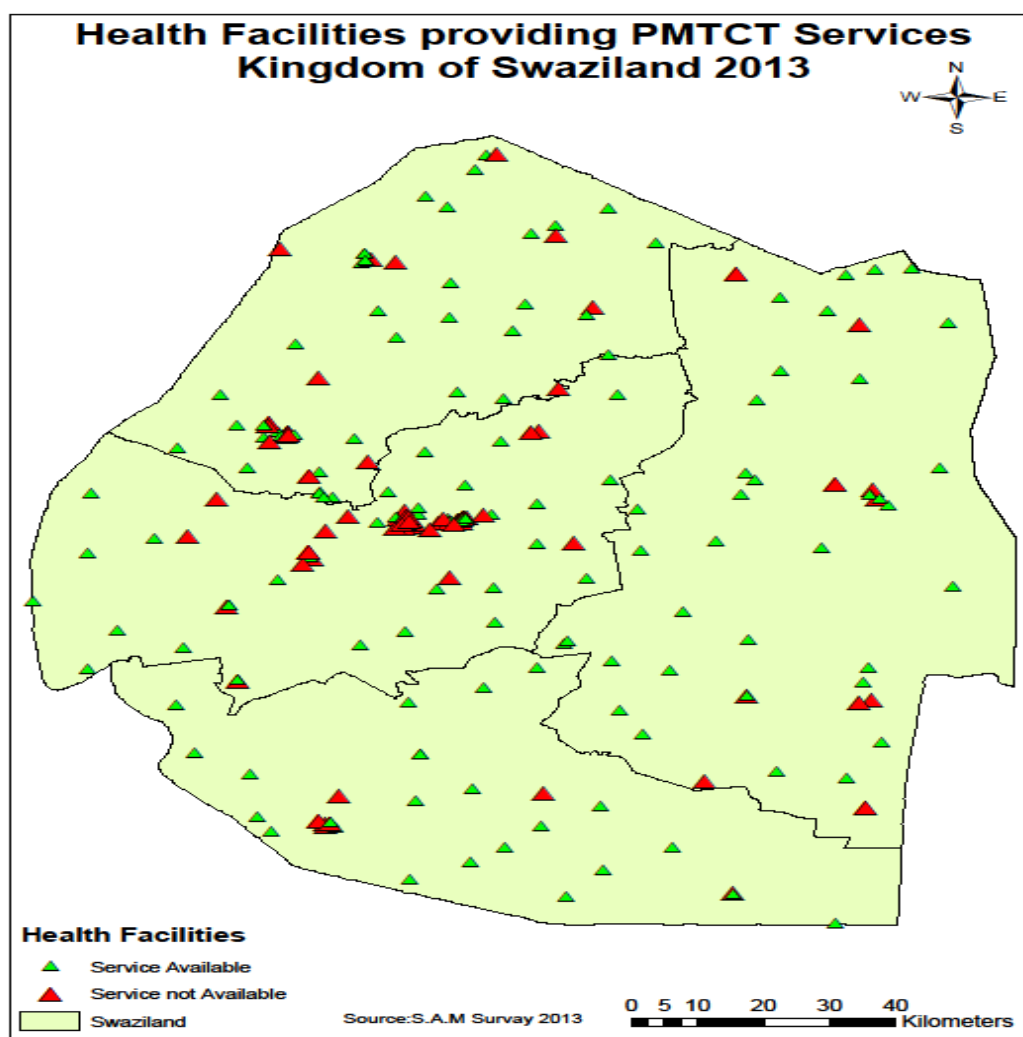 Health Facilities providing PMTCT Services
Kingdom of Swaziland 2013
N
W E
S
Health Facilities
Service Available
Service not Available
Swaziland
Source:S.A.M Survay 2013
0 5 10 20 30 40
Kilometers